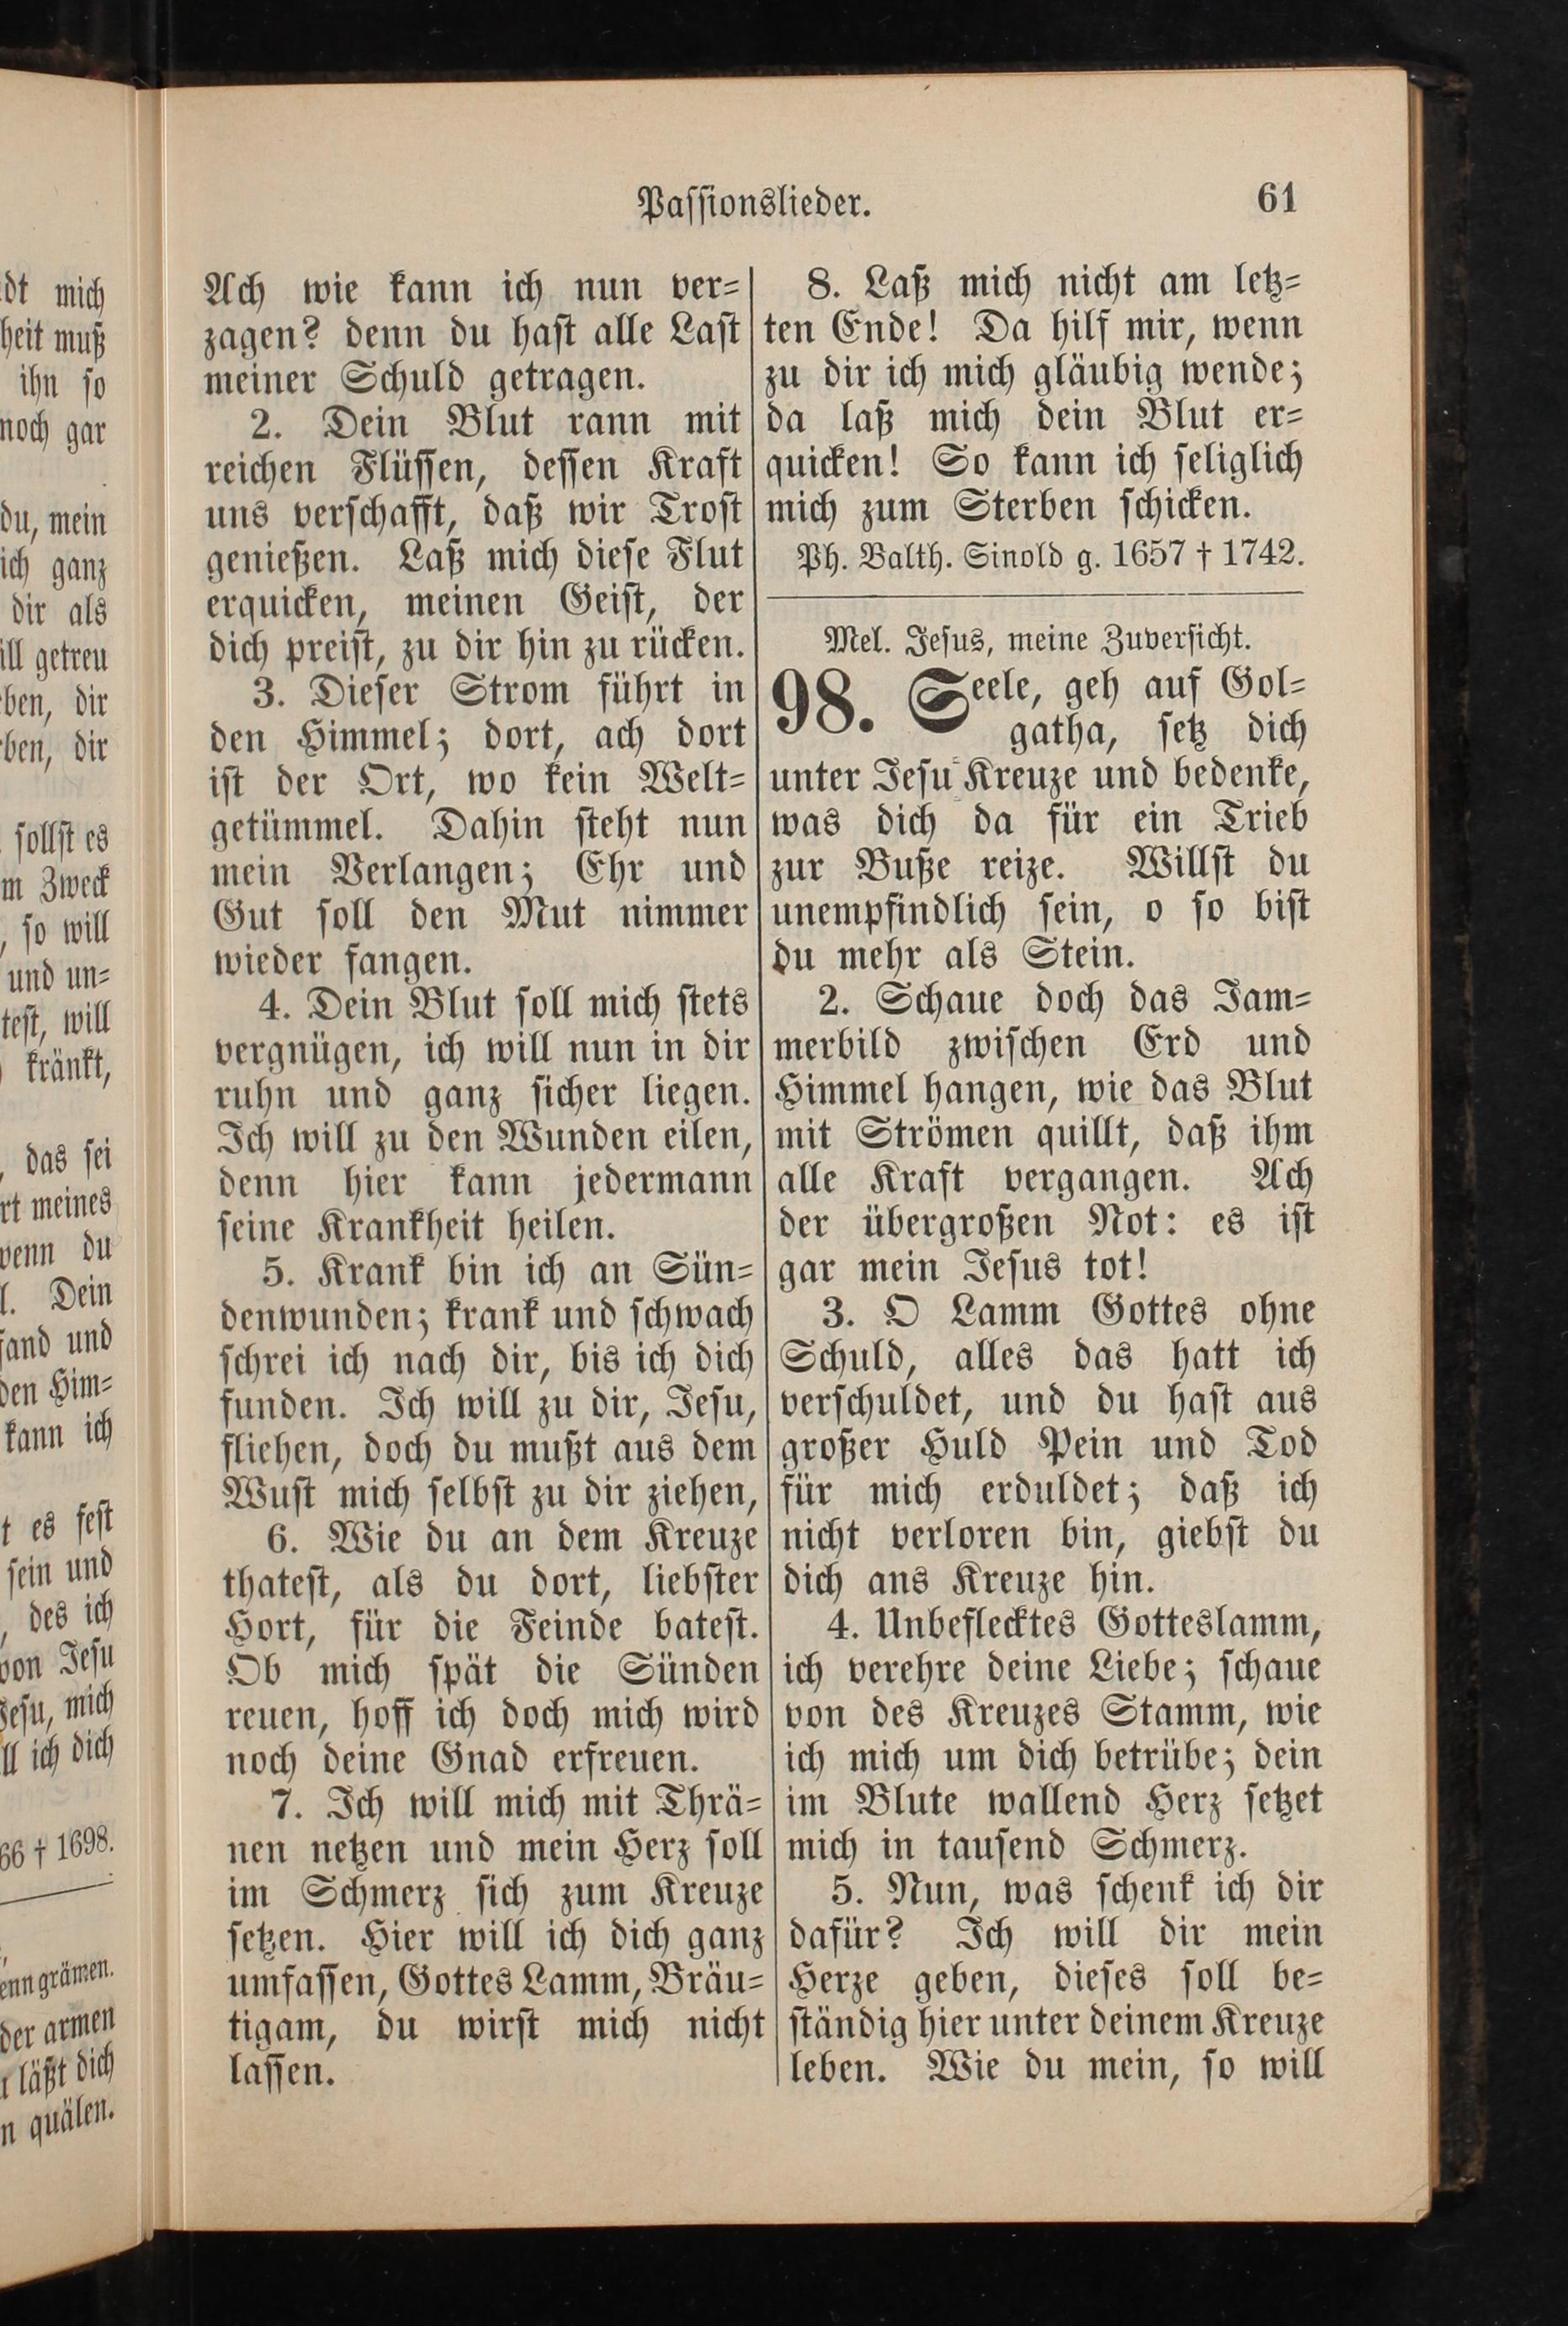 Passionslieder. 61
Ach wie kann ich nun ver=
zagen? denn du hast alle Last
meiner Schuld getragen.
2. Dein Blut rann mit
reichen Flüssen, dessen Kraft
uns verschafft, daß wir Trost
genießen. Laß mich diese Flut
erquicken, meinen Geist, der
dich preist, zu dir hin zu rücken.
3. Dieser Strom führt in
den Himmel; dort, ach dort
ist der Ort, wo kein Welt=
getümmel. Dahin steht nun
mein Verlangen; Ehr und
Gut soll den Mut nimmer
wieder fangen.
4. Dein Blut soll mich stets
vergnügen, ich will nun in dir
ruhn und ganz sicher liegen.
Ich will zu den Wunden eilen,
denn hier kann jedermann
seine Krankheit heilen.
5. Krank bin ich an Sün=
denwunden; krank und schwach
schrei ich nach dir, bis ich dich
funden. Ich will zu dir, Jesu,
fliehen, doch du mußt aus dem
Wust mich selbst zu dir ziehen,
6. Wie du an dem Kreuze
thatest, als du dort, liebster
Hort, für die Feinde batest.
Ob mich spät die Sünden
reuen, hoff ich doch mich wird
noch deine Gnad erfreuen.
7. Ich will mich mit Thrä=
nen netzen und mein Herz soll
im Schmerz sich zum Kreuze
setzen. Hier will ich dich ganz
umfassen, Gottes Lamm, Bräu=
tigam, du wirst mich nicht
lassen.
8. Laß mich nicht am letz=
ten Ende! Da hilf mir, wenn
zu dir ich mich gläubig wende;
da laß mich dein Blut er=
quicken! So kann ich seliglich
mich zum Sterben schicken.
Ph. Balth. Sinold g. 1657 † 1742.
Mel. Jesus, meine Zuversicht.
98. Seele, geh auf Gol=
gatha, setz dich
unter Jesu Kreuze und bedenke,
was dich da für ein Trieb
zur Buße reize. Willst du
unempfindlich sein, o so bist
du mehr als Stein.
2. Schaue doch das Jam=
merbild zwischen Erd und
Himmel hangen, wie das Blut
mit Strömen quillt, daß ihm
alle Kraft vergangen. Ach
der übergroßen Not: es ist
gar mein Jesus tot!
3. O Lamm Gottes ohne
Schuld, alles das hatt ich
verschuldet, und du hast aus
großer Huld Pein und Tod
für mich erduldet; daß ich
nicht verloren bin, giebst du
dich ans Kreuze hin.
4. Unbeflecktes Gotteslamm,
ich verehre deine Liebe; schaue
von des Kreuzes Stamm, wie
ich mich um dich betrübe; dein
im Blute wallend Herz setzet
mich in tausend Schmerz.
5. Nun, was schenk ich dir
dafür? Ich will dir mein
Herze geben, dieses soll be=
ständig hier unter deinem Kreuze
leben. Wie du mein, so will